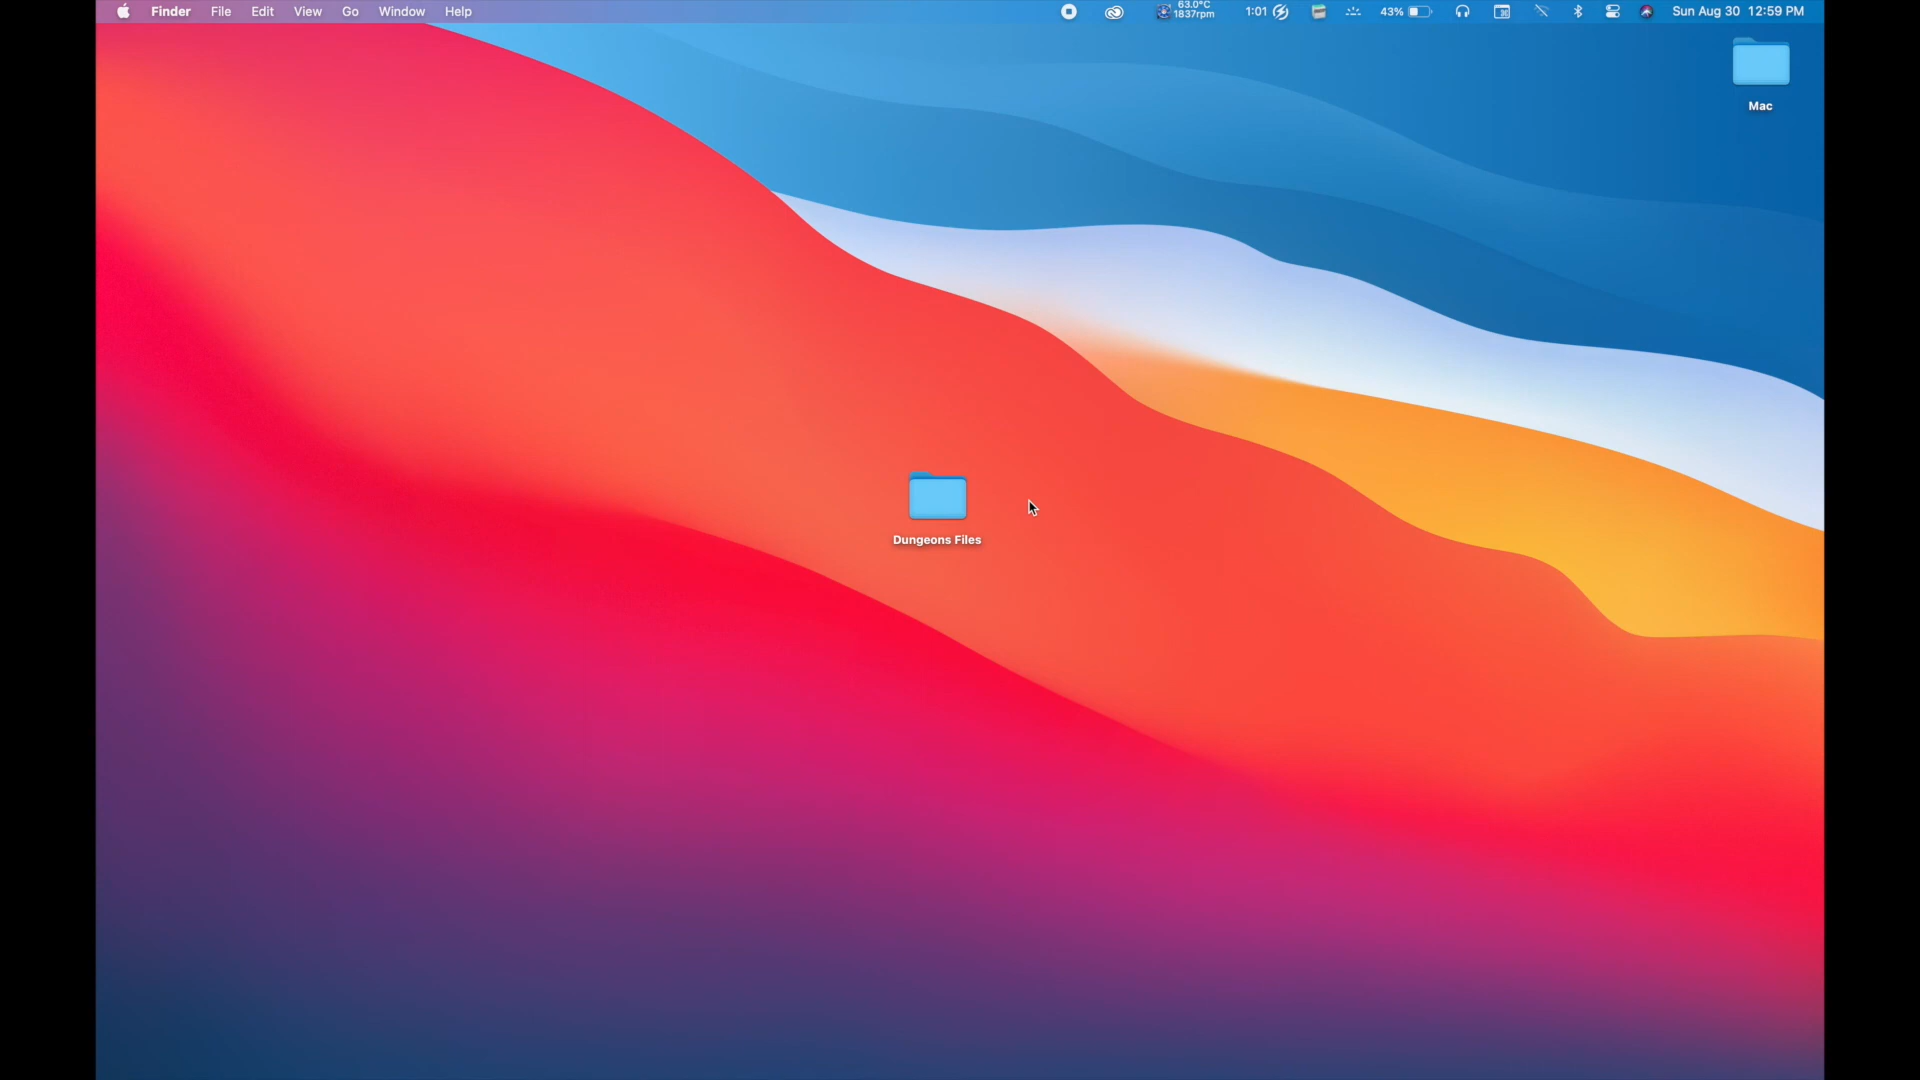 Finder File Edit View Go Window Help 63.0°C 1837rpm 1:01 43% Sun Aug 30 12:59 PM
Mac
Dungeons Files